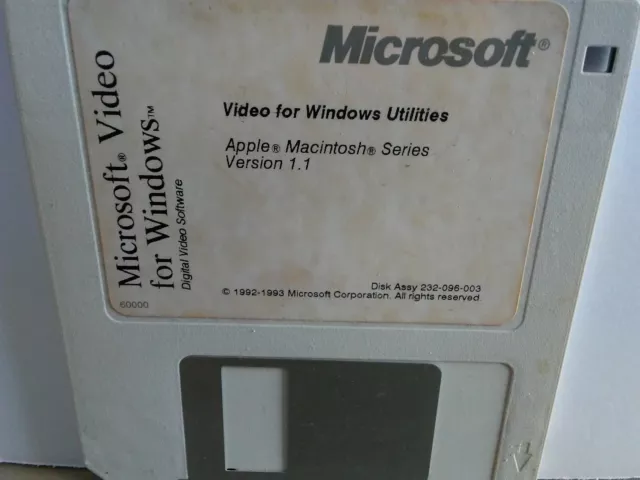 Microsoft®
Video for Windows Utilities
Apple® Macintosh® Series
Version 1.1
Disk Assy 232-096-003
© 1992-1993 Microsoft Corporation. All rights reserved.
Microsoft® Video
for Windows™
Digital Video Software
60000